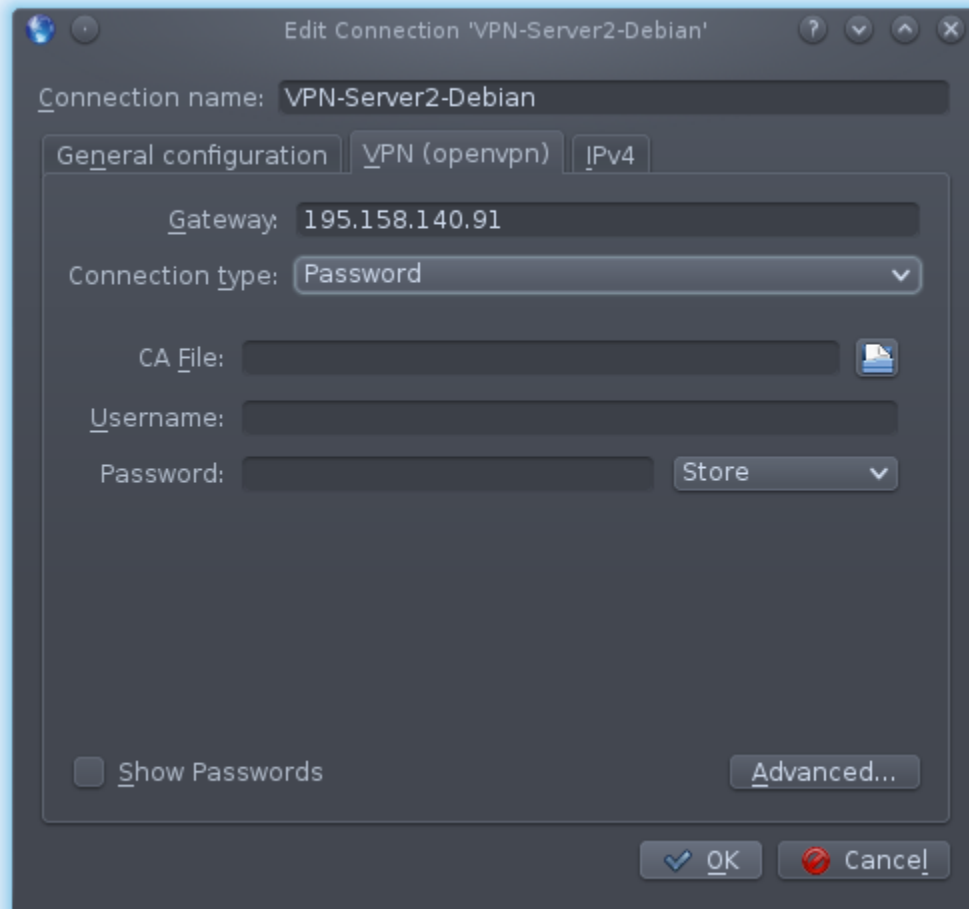 Edit Connection 'VPN-Server2-Debian'
Connection name: VPN-Server2-Debian
General configuration VPN (openvpn) IPv4
Gateway: 195.158.140.91
Connection type: Password
CA File:
Username:
Password: Store
Show Passwords Advanced...
OK Cancel